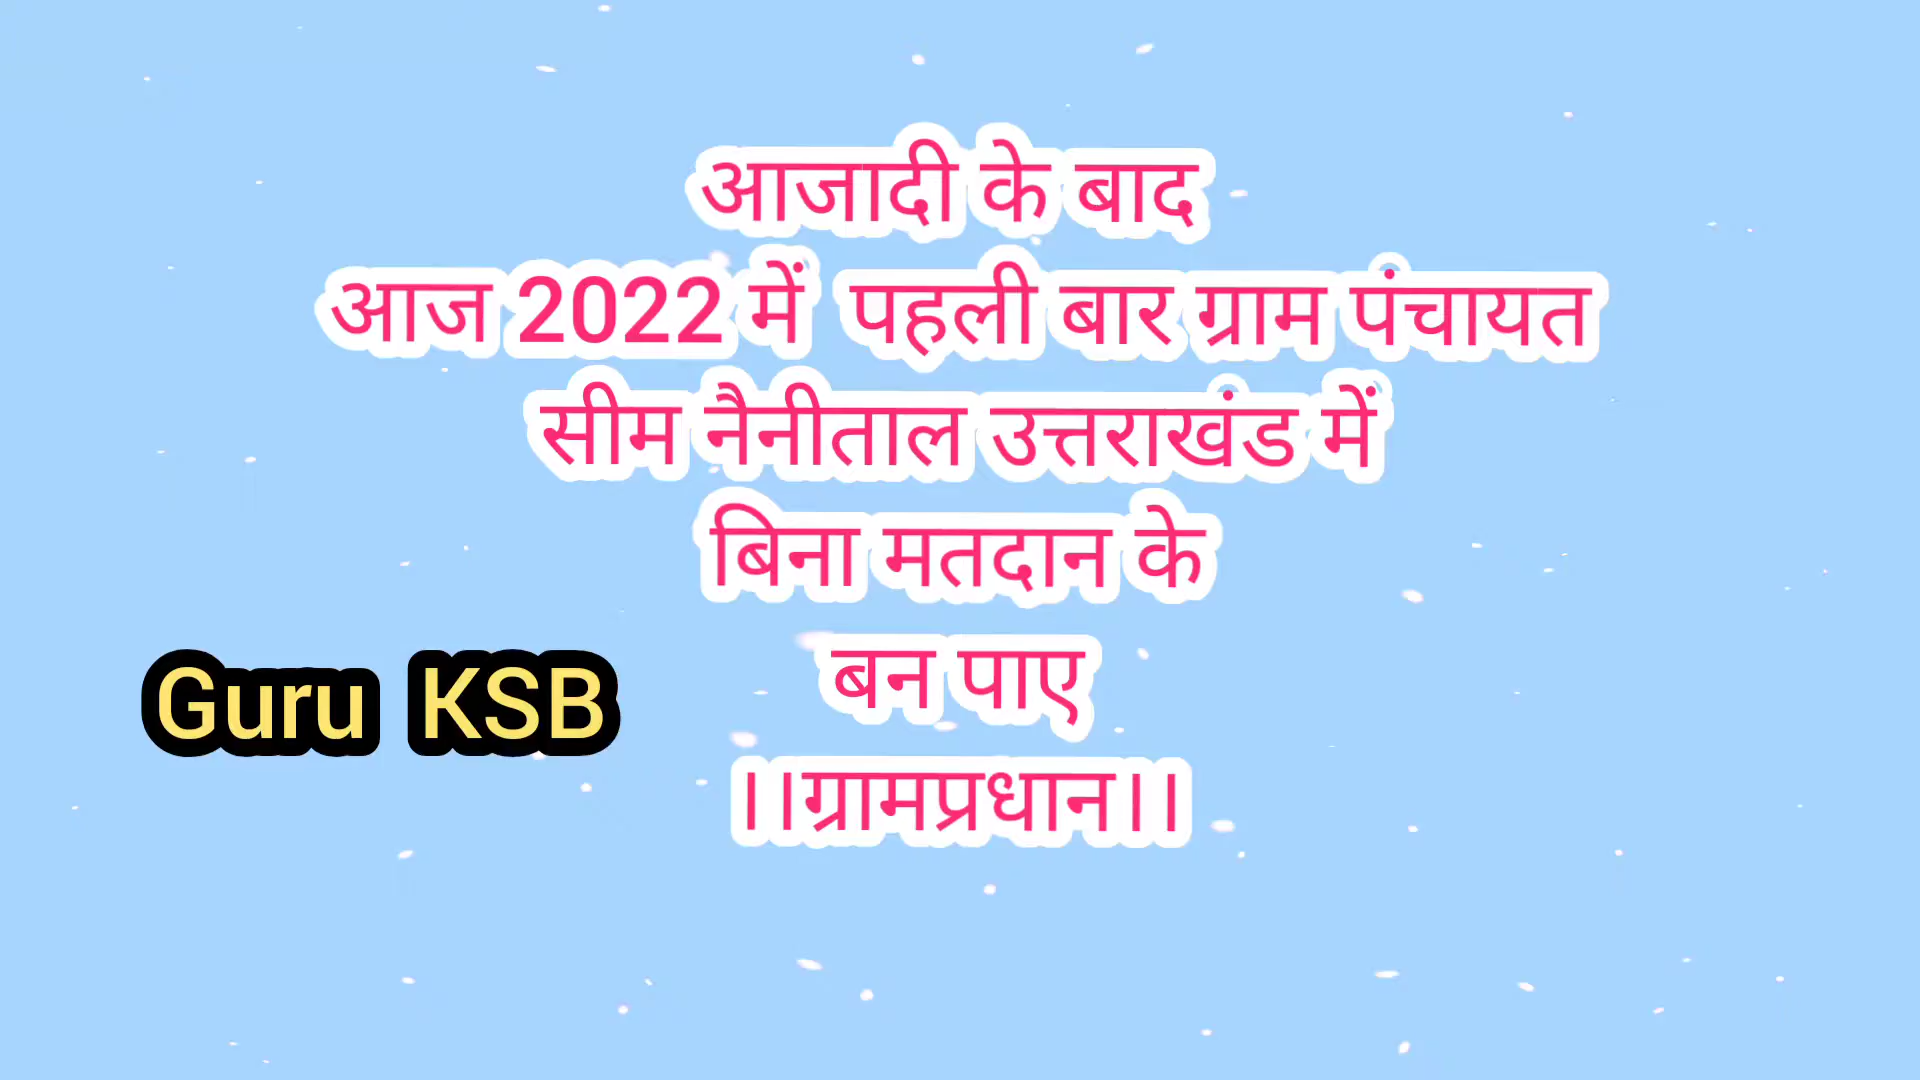 आजादी के बाद
आज 2022 में पहली बार ग्राम पंचायत
सीम नैनीताल उत्तराखंड में
बिना मतदान के
बन पाए
Guru KSB
।।ग्रामप्रधान।।